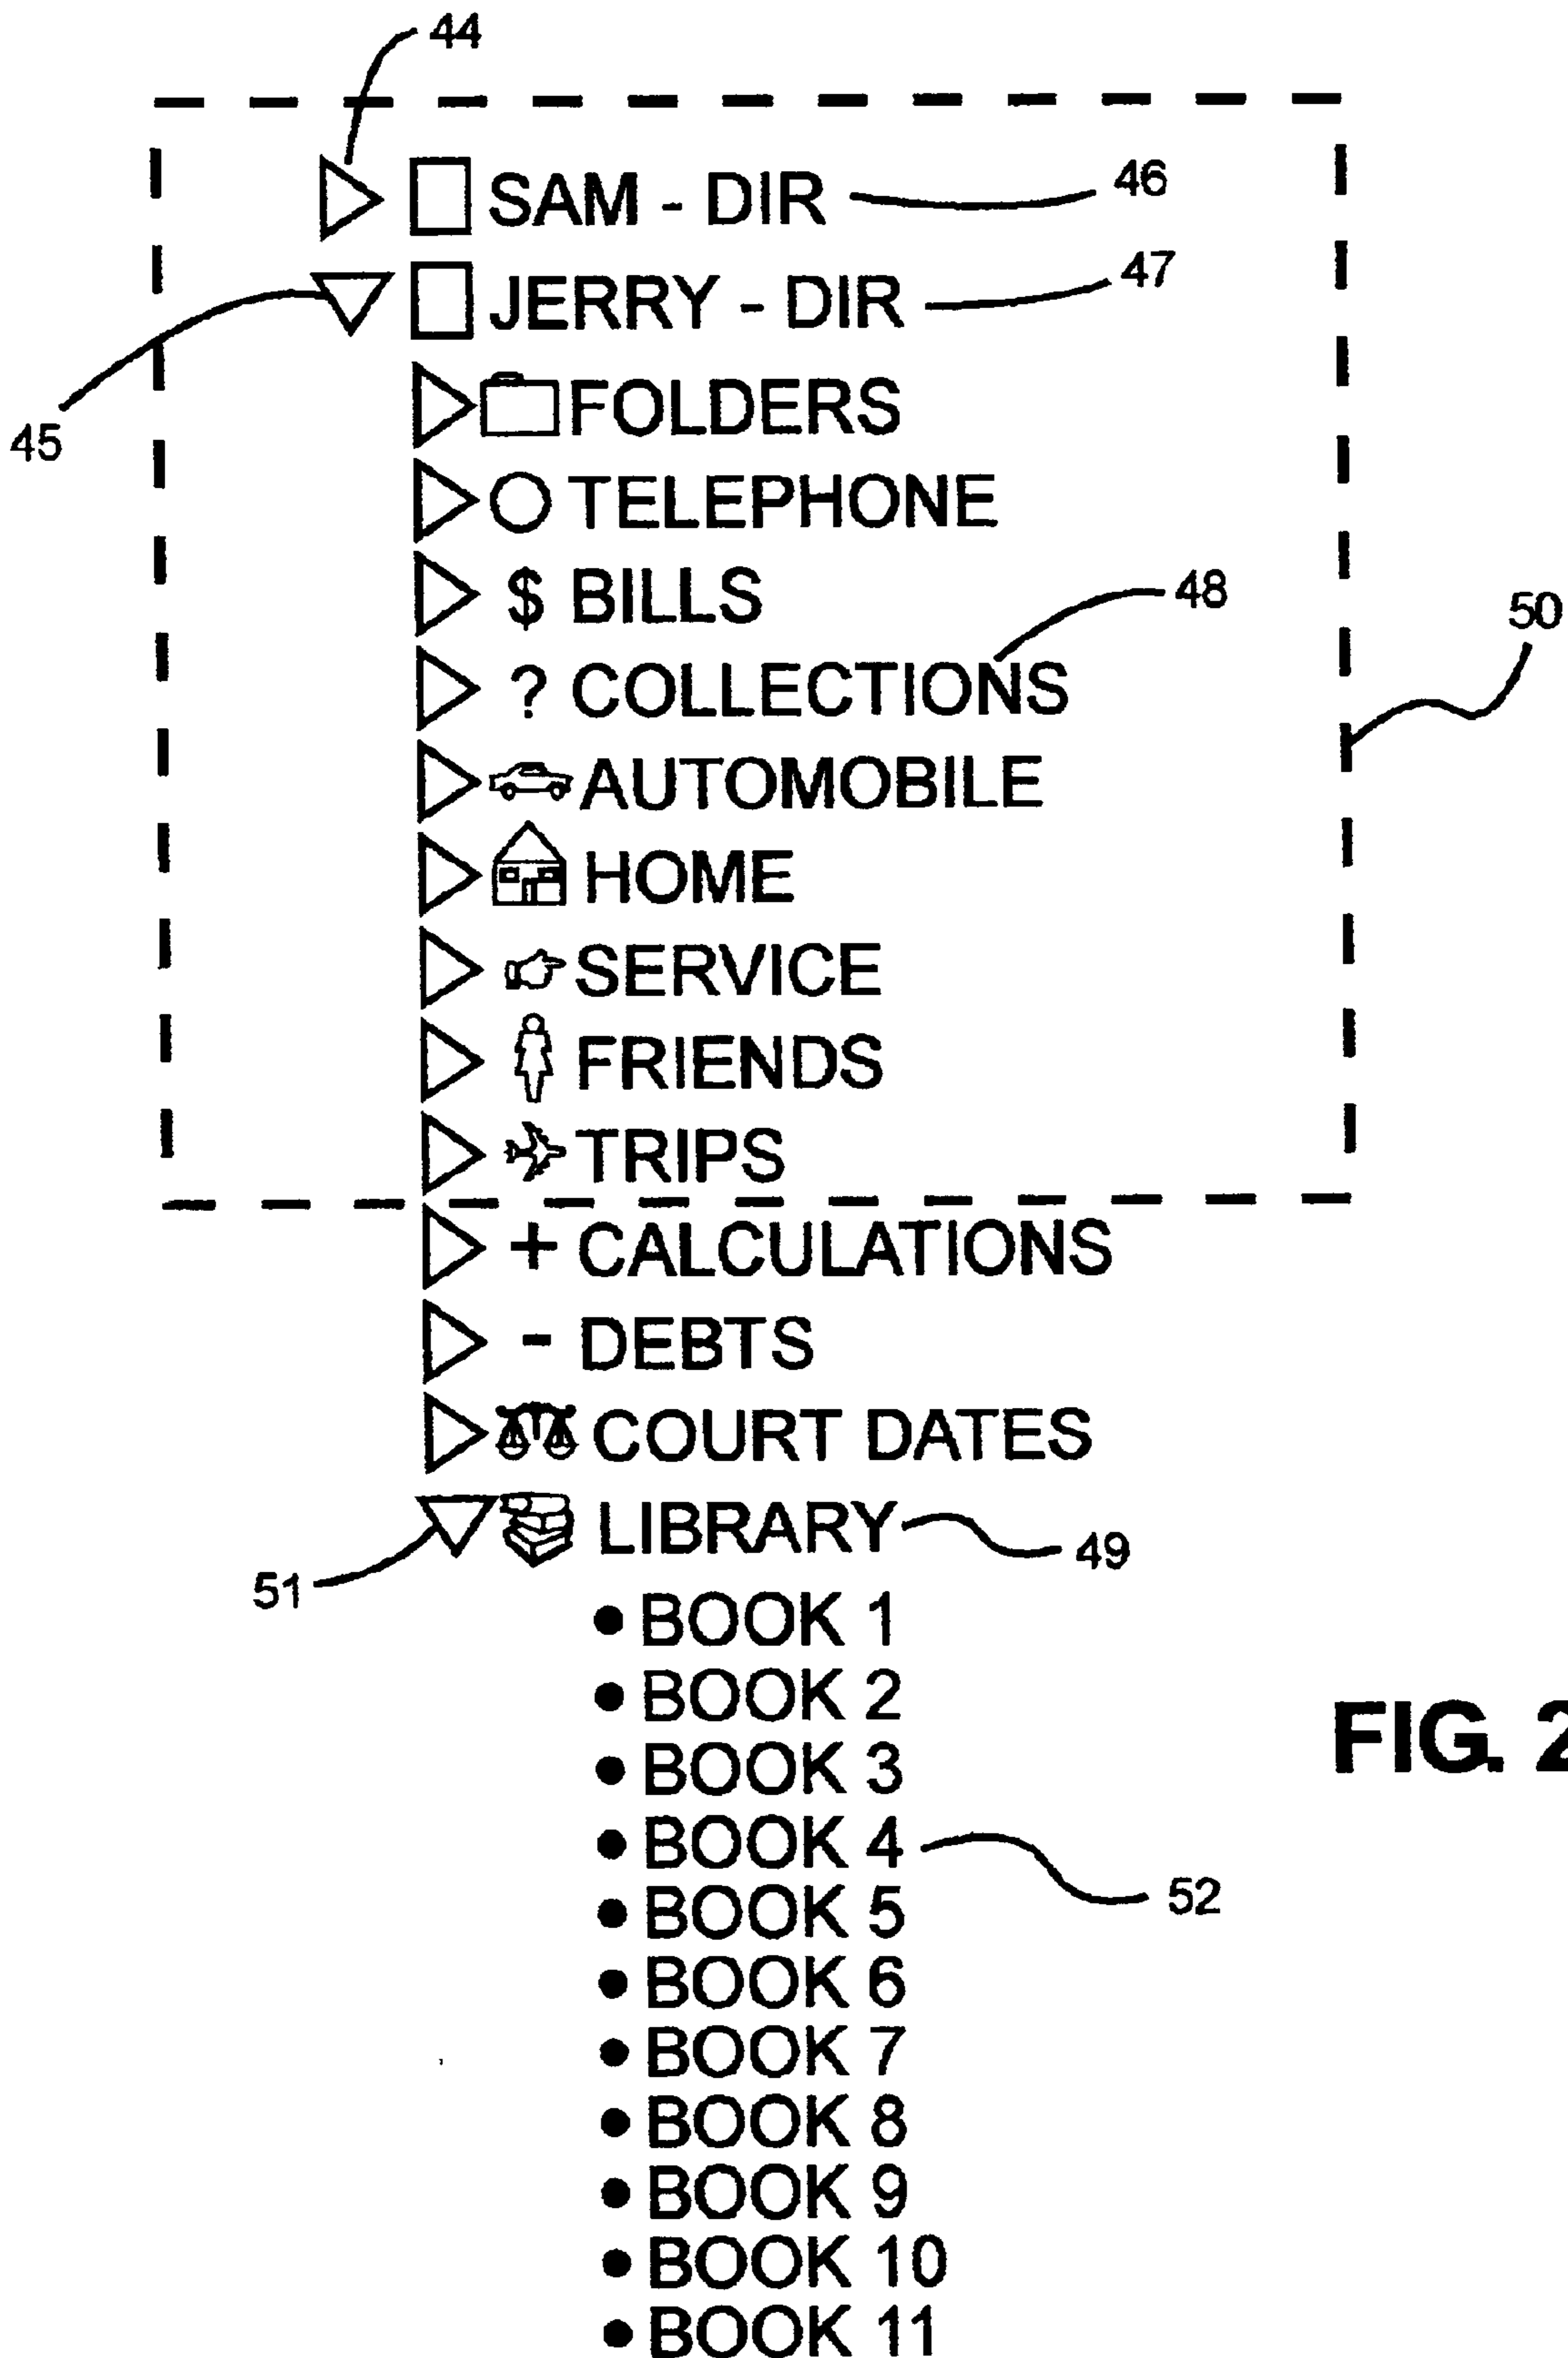 44
SAM - DIR 46
JERRY - DIR 47
FOLDERS
45
TELEPHONE
$ BILLS 48
50
? COLLECTIONS
AUTOMOBILE
HOME
SERVICE
FRIENDS
TRIPS
+ CALCULATIONS
- DEBTS
COURT DATES
LIBRARY 49
51
• BOOK 1
• BOOK 2
FIG. 2
• BOOK 3
• BOOK 4
52
• BOOK 5
• BOOK 6
• BOOK 7
• BOOK 8
• BOOK 9
• BOOK 10
• BOOK 11